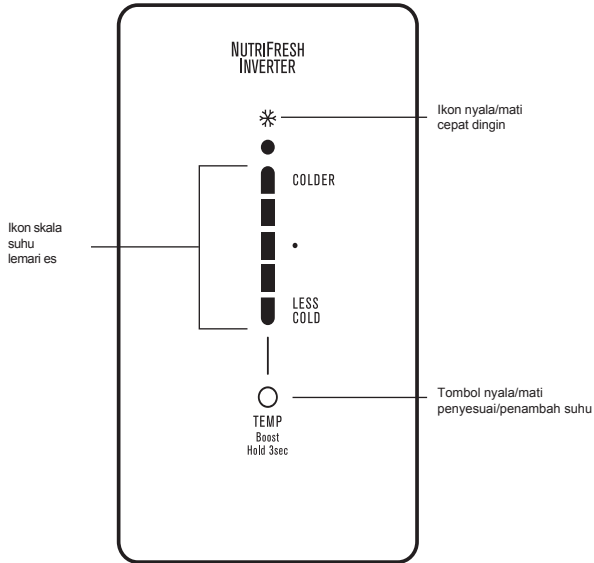 NUTRIFRESH
INVERTER
Ikon nyala/mati
cepat dingin
COLDER
Ikon skala
suhu
lemari es
LESS
COLD
Tombol nyala/mati
penyesuai/penambah suhu
TEMP
Boost
Hold 3sec